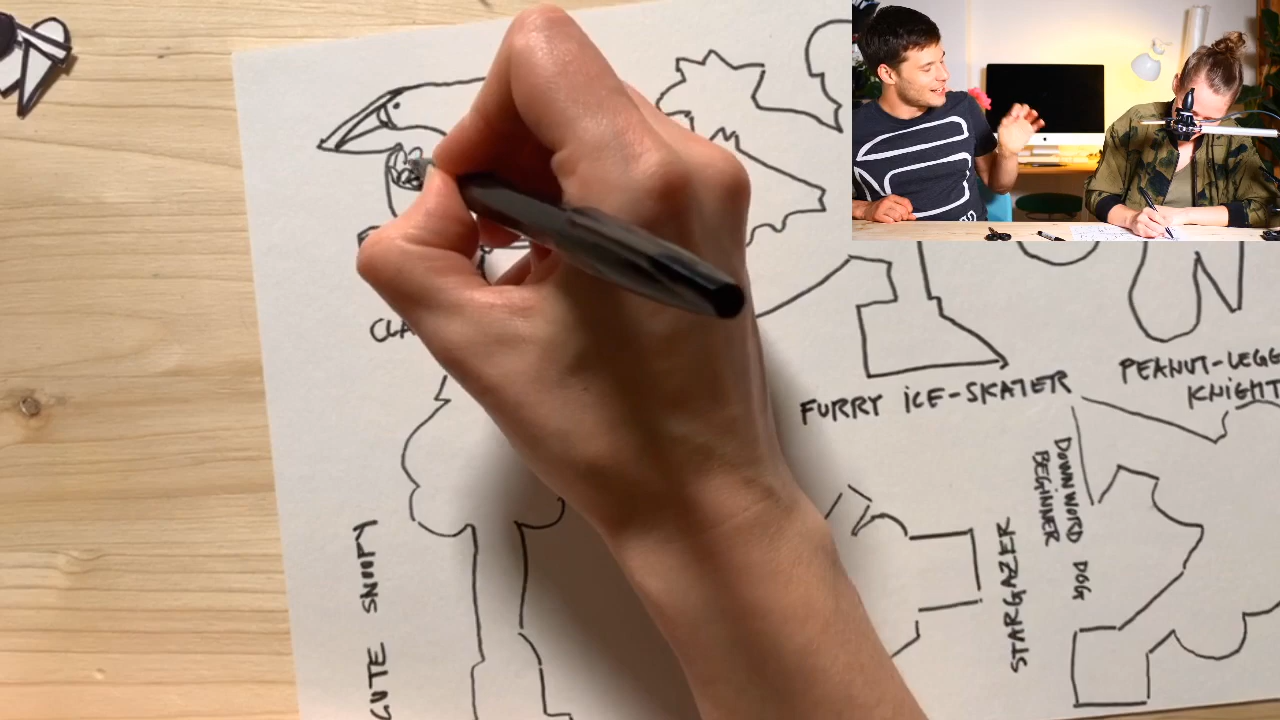 FURRY ICE-SKATER
PEANUT-LEGG
KNIGHT
DOWNWORD DOG
BEGINNER
STARGAZER
CUTE SNOOPY